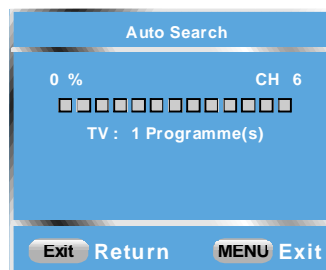 Auto Search
0 % CH 6
TV : 1 Programme(s)
Exit Return MENU Exit